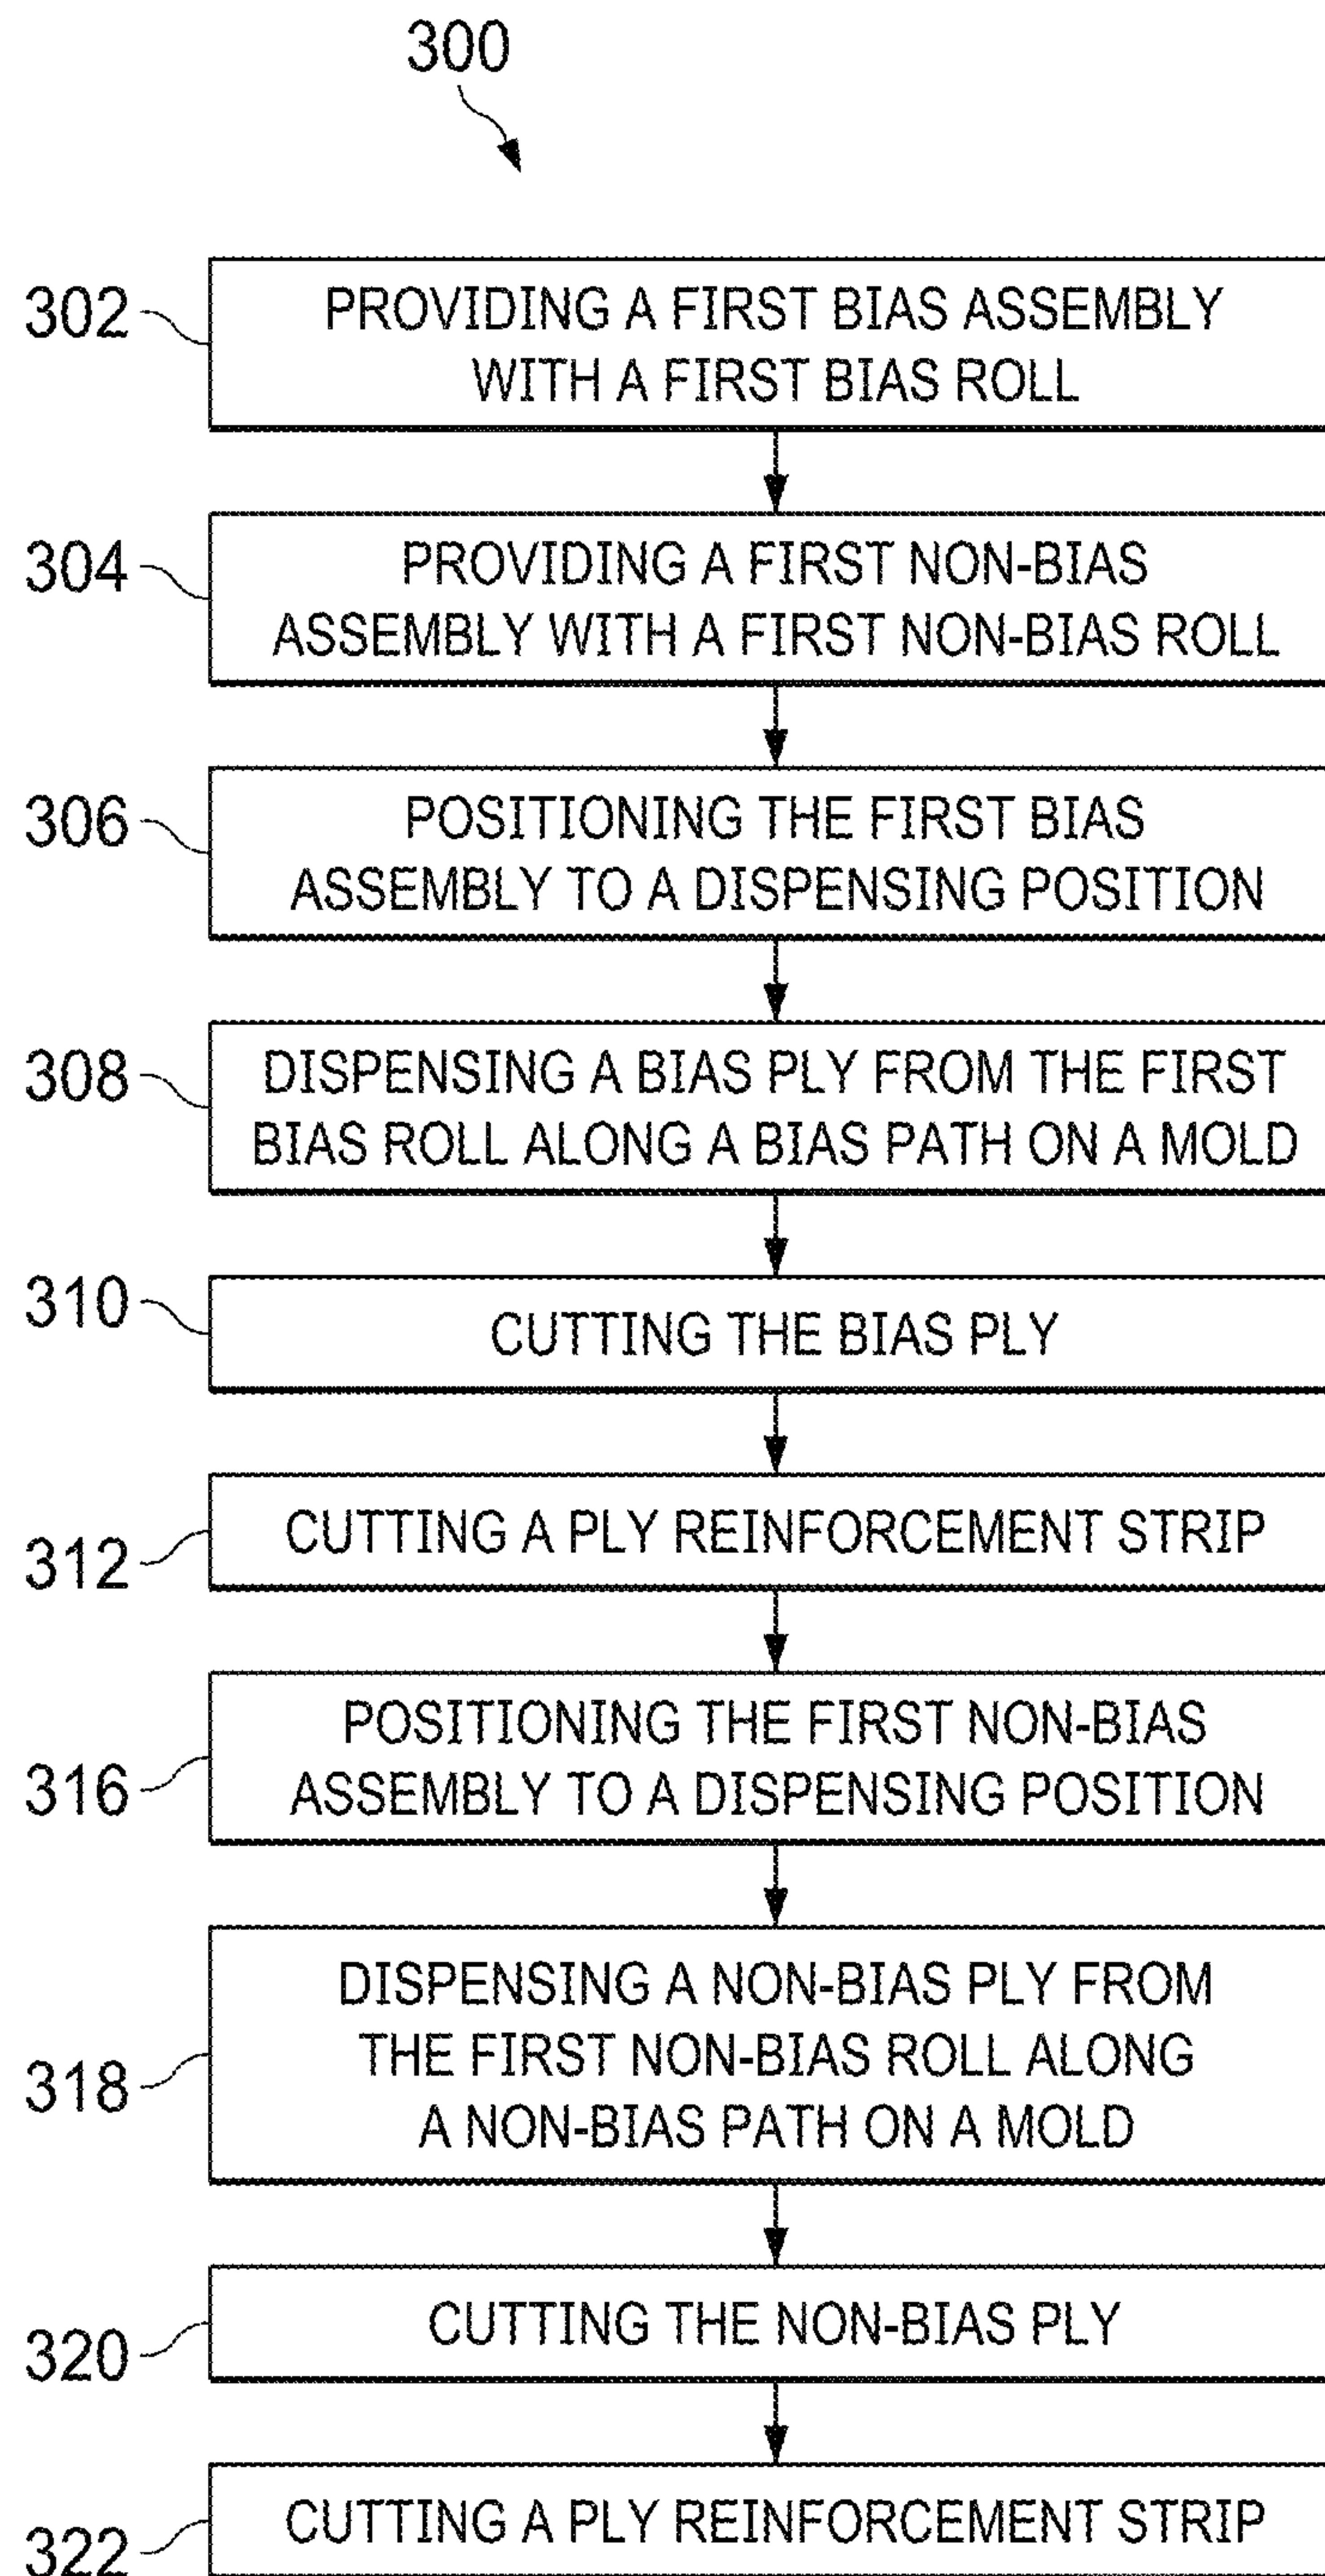 300
302
PROVIDING A FIRST BIAS ASSEMBLY
WITH A FIRST BIAS ROLL
304
PROVIDING A FIRST NON-BIAS
ASSEMBLY WITH A FIRST NON-BIAS ROLL
306
POSITIONING THE FIRST BIAS
ASSEMBLY TO A DISPENSING POSITION
308
DISPENSING A BIAS PLY FROM THE FIRST
BIAS ROLL ALONG A BIAS PATH ON A MOLD
310
CUTTING THE BIAS PLY
312
CUTTING A PLY REINFORCEMENT STRIP
316
POSITIONING THE FIRST NON-BIAS
ASSEMBLY TO A DISPENSING POSITION
318
DISPENSING A NON-BIAS PLY FROM
THE FIRST NON-BIAS ROLL ALONG
A NON-BIAS PATH ON A MOLD
320
CUTTING THE NON-BIAS PLY
322
CUTTING A PLY REINFORCEMENT STRIP